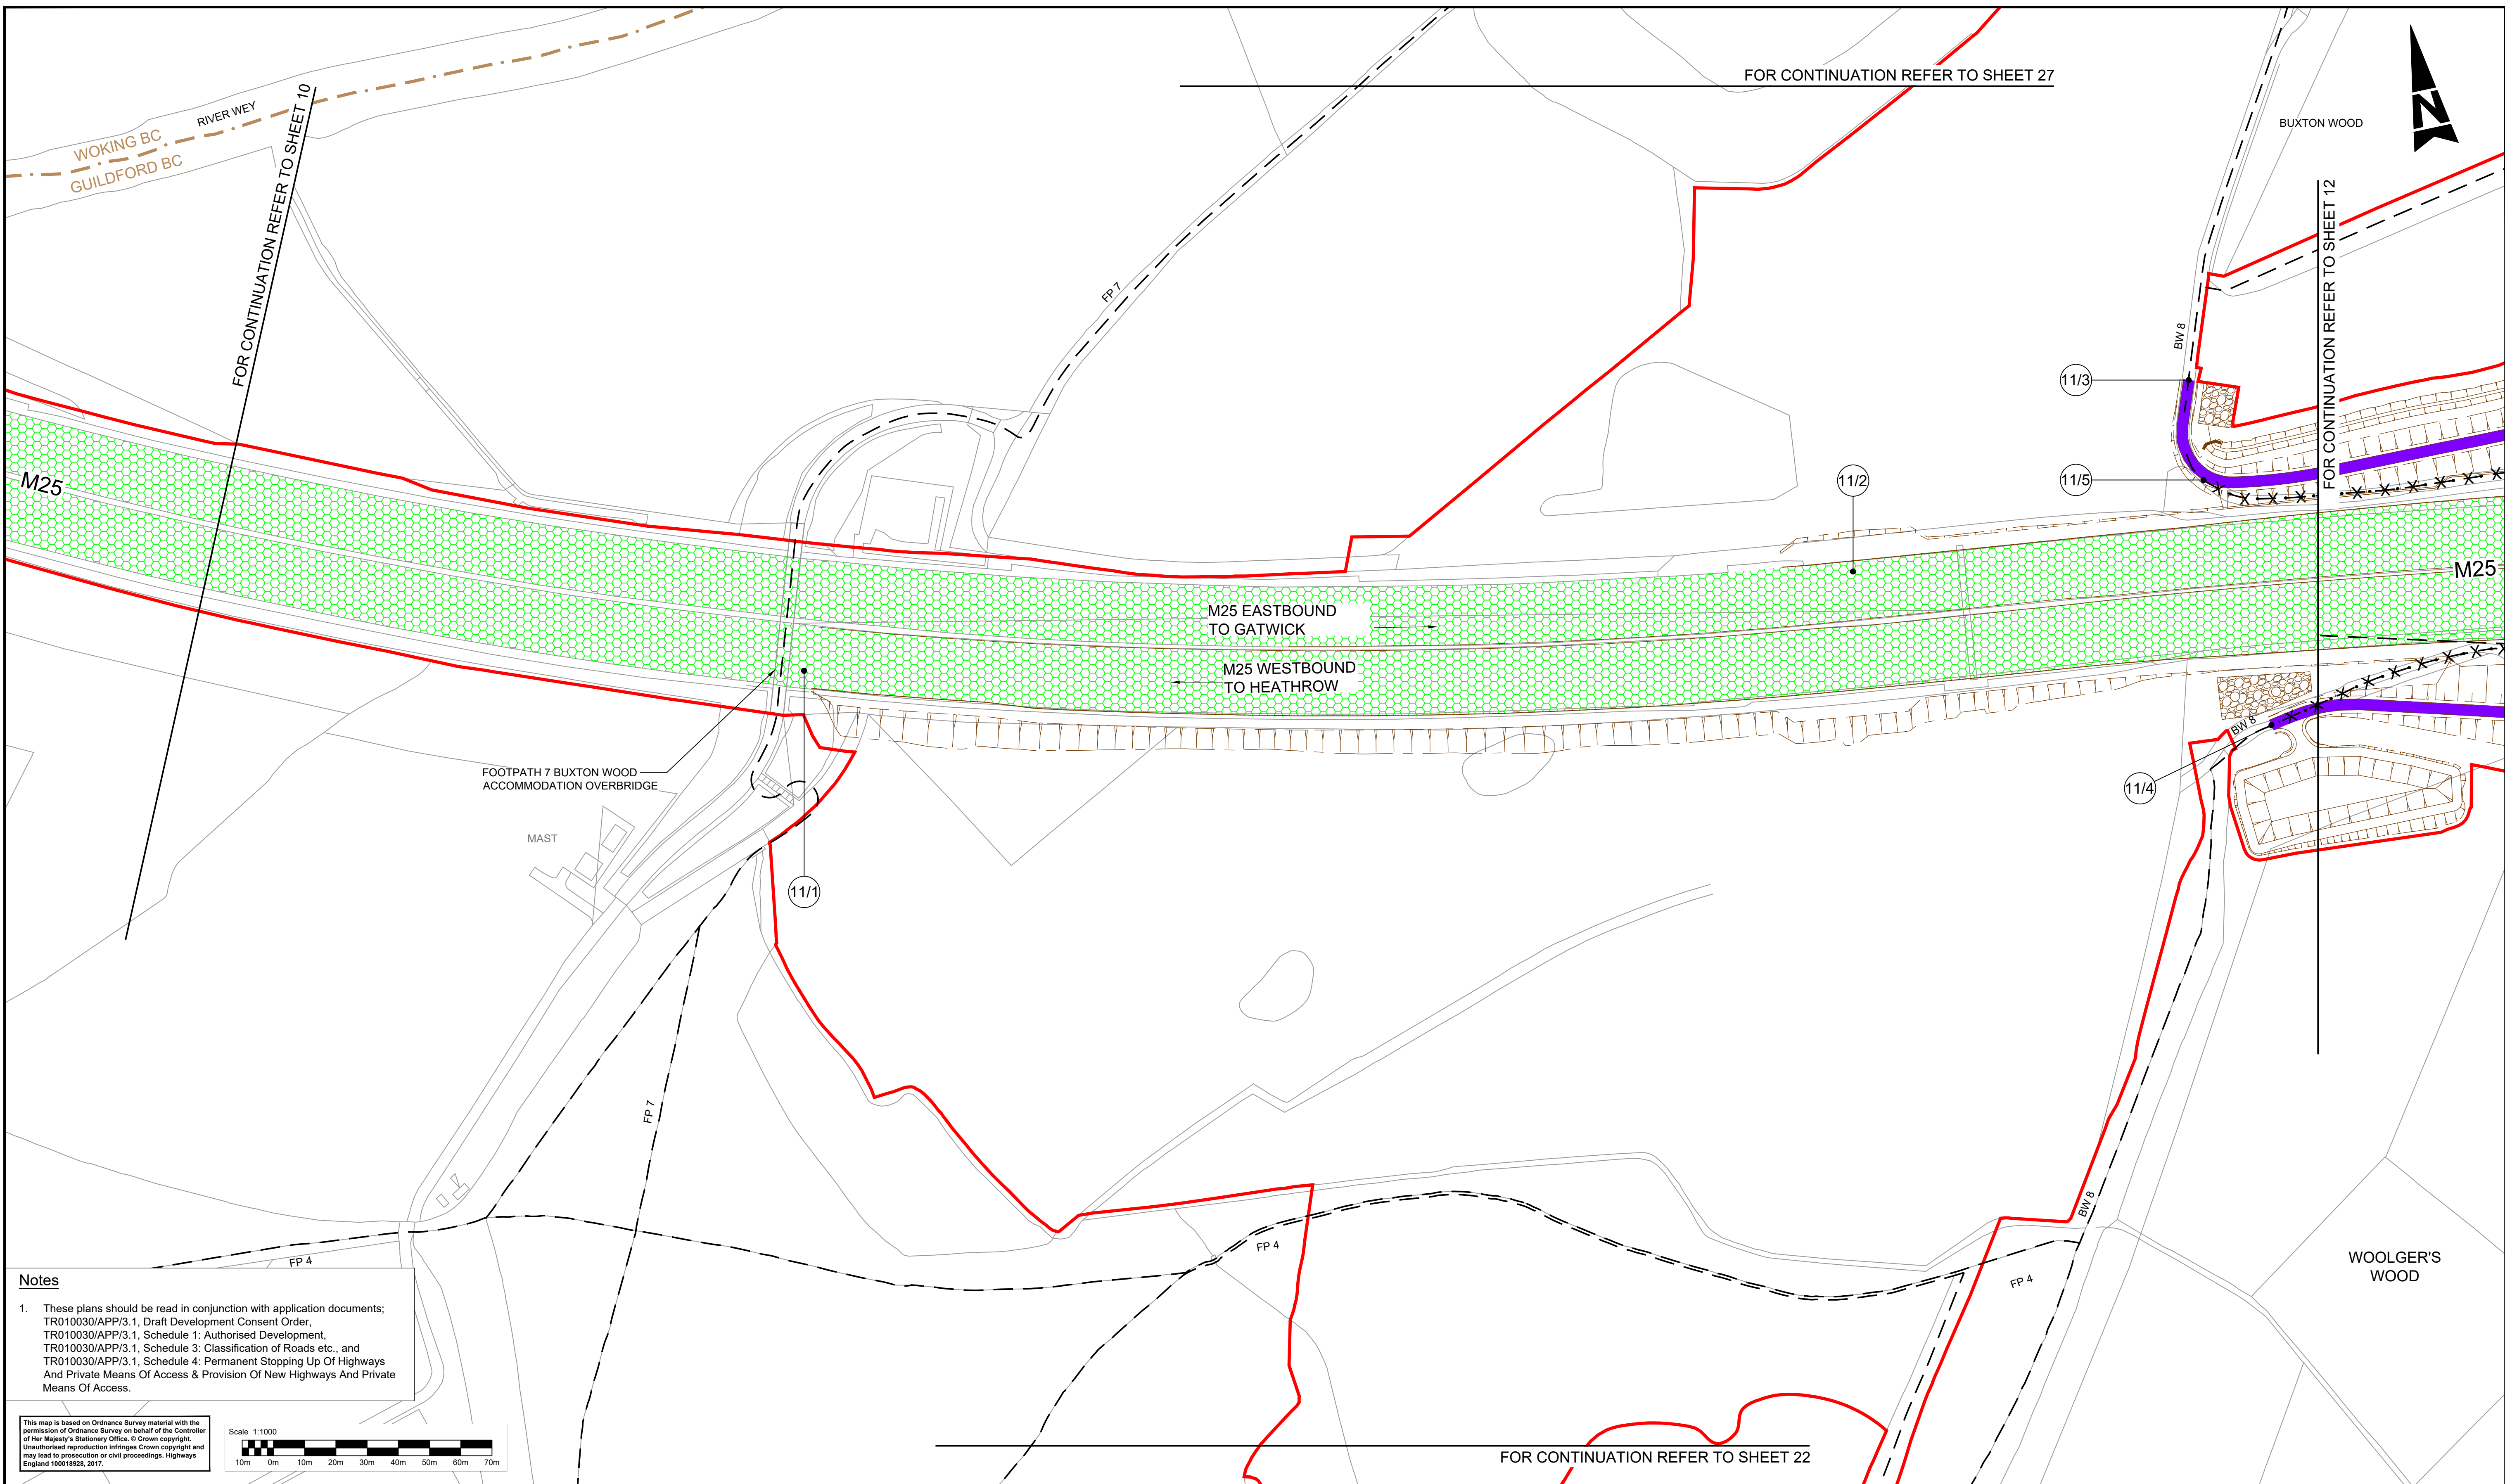 FOR CONTINUATION REFER TO SHEET 27
N
BUXTON WOOD
RIVER WEY
WOKING BC
GUILDFORD BC
FOR CONTINUATION REFER TO SHEET 10
FOR CONTINUATION REFER TO SHEET 12
FP 7
BW 8
11/3
11/5
11/2
M25
M25
M25 EASTBOUND
TO GATWICK
M25 WESTBOUND
TO HEATHROW
BW 8
FOOTPATH 7 BUXTON WOOD
ACCOMMODATION OVERBRIDGE
11/4
MAST
11/1
FP 7
BW 8
FP 4
FP 4
FP 4
WOOLGER'S
WOOD
Notes
1. These plans should be read in conjunction with application documents;
TR010030/APP/3.1, Draft Development Consent Order,
TR010030/APP/3.1, Schedule 1: Authorised Development,
TR010030/APP/3.1, Schedule 3: Classification of Roads etc., and
TR010030/APP/3.1, Schedule 4: Permanent Stopping Up Of Highways
And Private Means Of Access & Provision Of New Highways And Private
Means Of Access.
This map is based on Ordnance Survey material with the
permission of Ordnance Survey on behalf of the Controller
of Her Majesty's Stationery Office. © Crown copyright.
Unauthorised reproduction infringes Crown copyright and
may lead to prosecution or civil proceedings. Highways
England 100018928, 2017.
Scale 1:1000
10m 0m 10m 20m 30m 40m 50m 60m 70m
FOR CONTINUATION REFER TO SHEET 22